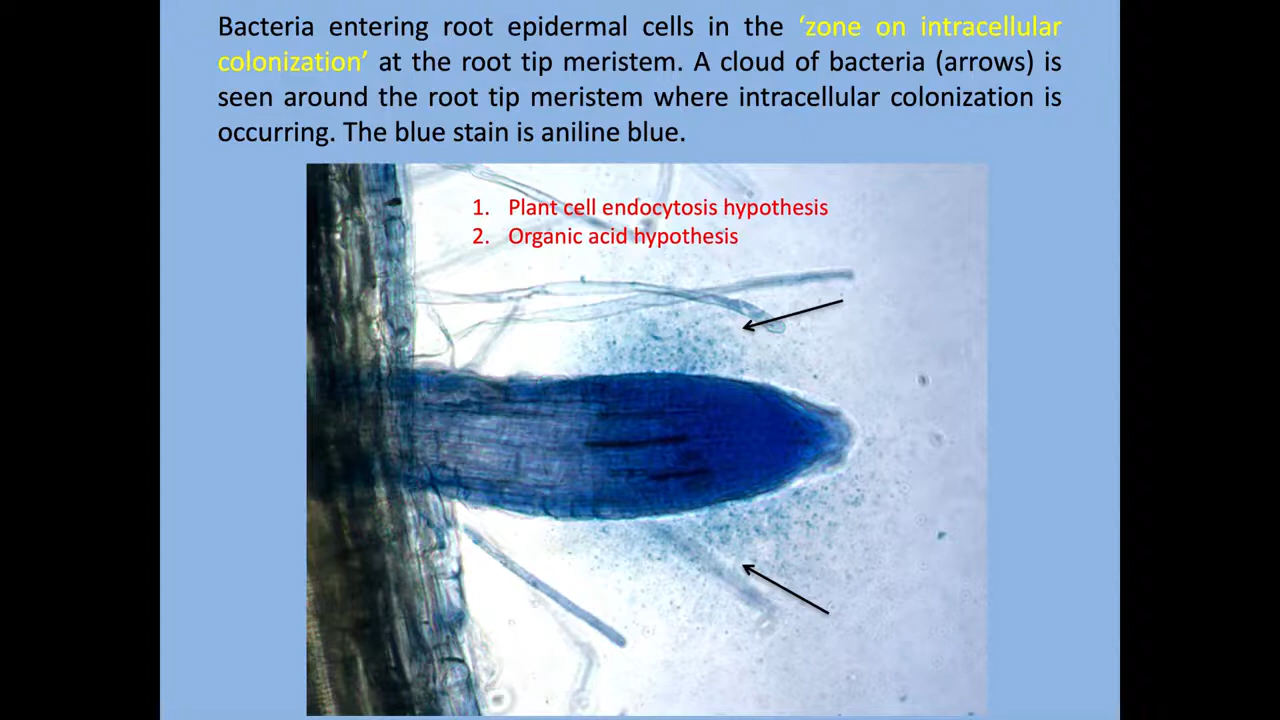 Bacteria entering root epidermal cells in the ‘zone on intracellular
colonization’ at the root tip meristem. A cloud of bacteria (arrows) is
seen around the root tip meristem where intracellular colonization is
occurring. The blue stain is aniline blue.
1. Plant cell endocytosis hypothesis
2. Organic acid hypothesis